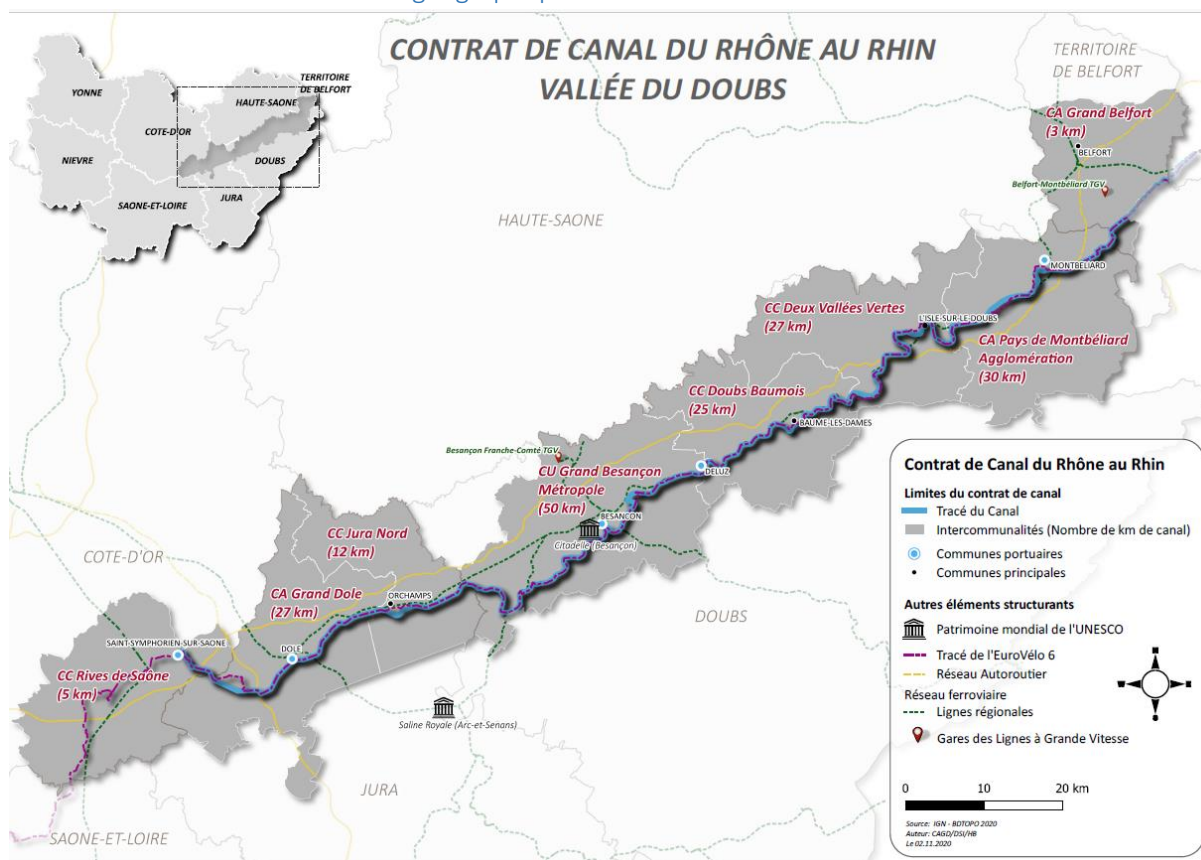 CONTRAT DE CANAL DU RHÔNE AU RHIN
VALLÉE DU DOUBS
YONNE
NIEVRE
COTE-D'OR
SAONE-ET-LOIRE
HAUTE-SAONE
TERRITOIRE
DE BELFORT
DOUBS
JURA
TERRITOIRE
DE BELFORT
CA Grand Belfort
(3 km)
BELFORT
Belfort-Montbéliard TGV
HAUTE-SAONE
MONTBELIARD
CC Deux Vallées Vertes
(27 km)
L'ISLE-SUR-LE-DOUBS
CA Pays de Montbéliard
Agglomération
(30 km)
CC Doubs Baumois
(25 km)
BAUME-LES-DAMES
Besançon Franche-Comté TGV
DELUZ
CU Grand Besançon
Métropole
(50 km)
BESANCON
Citadelle (Besançon)
CC Jura Nord
(12 km)
COTE-D'OR
CA Grand Dole
(27 km)
ORCHAMPS
DOUBS
SAINT-SYMPHORIEN-SUR-SAONE
DOLE
CC Rives de Saône
(5 km)
Saline Royale (Arc-et-Senans)
JURA
SAONE-ET-LOIRE
Contrat de Canal du Rhône au Rhin
Limites du contrat de canal
Tracé du Canal
Intercommunalités (Nombre de km de canal)
Communes portuaires
Communes principales
Autres éléments structurants
Patrimoine mondial de l'UNESCO
Tracé de l'EuroVélo 6
Réseau Autoroutier
Réseau ferroviaire
Lignes régionales
Gares des Lignes à Grande Vitesse
N
S
0 10 20 km
Source: IGN - BDTOPO 2020
Auteur: CAGD/DSI/HB
Le 02.11.2020